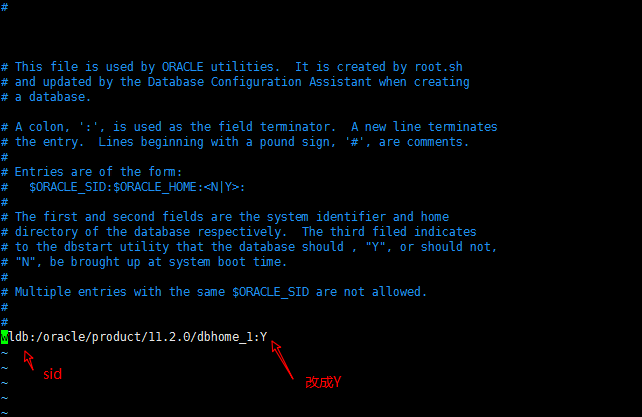 #
# This file is used by ORACLE utilities.  It is created by root.sh
# and updated by the Database Configuration Assistant when creating
# a database.
# A colon, ':', is used as the field terminator.  A new line terminates
# the entry.  Lines beginning with a pound sign, '#', are comments.
#
# Entries are of the form:
#   $ORACLE_SID:$ORACLE_HOME:<N|Y>:
#
# The first and second fields are the system identifier and home
# directory of the database respectively.  The third filed indicates
# to the dbstart utility that the database should , "Y", or should not,
# "N", be brought up at system boot time.
#
# Multiple entries with the same $ORACLE_SID are not allowed.
#
#
wldb:/oracle/product/11.2.0/dbhome_1:Y
~
~
sid
改成Y
~
~
~